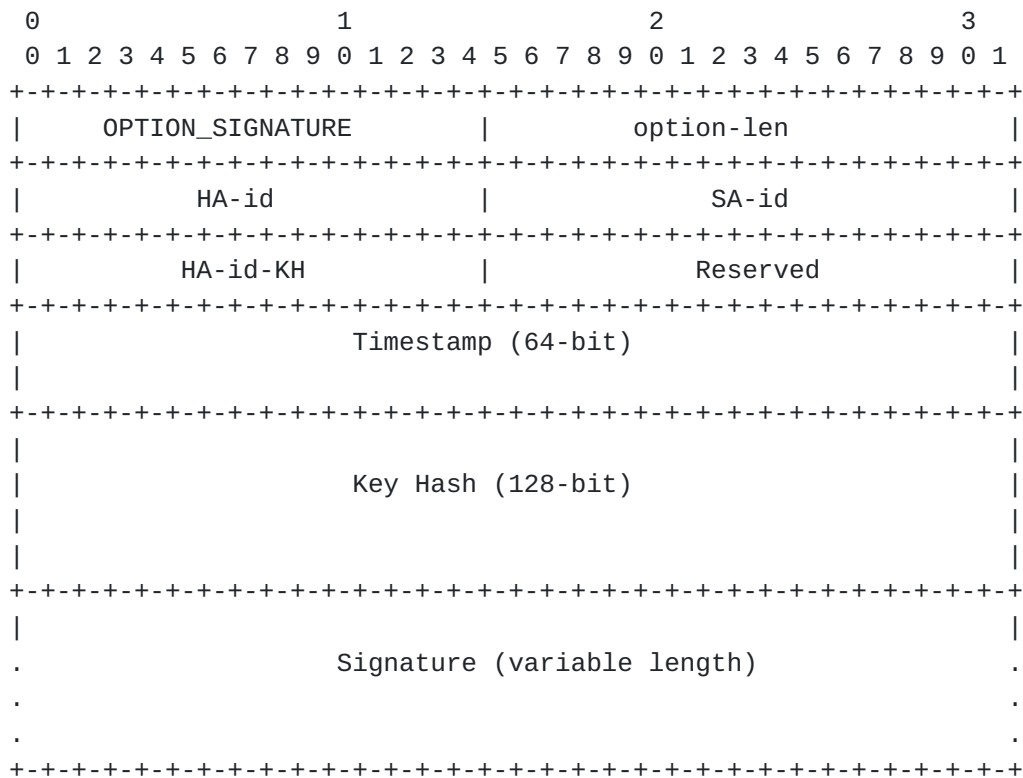 0                   1                   2                   3
 0 1 2 3 4 5 6 7 8 9 0 1 2 3 4 5 6 7 8 9 0 1 2 3 4 5 6 7 8 9 0 1
+-+-+-+-+-+-+-+-+-+-+-+-+-+-+-+-+-+-+-+-+-+-+-+-+-+-+-+-+-+-+-+-+
|     OPTION_SIGNATURE        |         option-len              |
+-+-+-+-+-+-+-+-+-+-+-+-+-+-+-+-+-+-+-+-+-+-+-+-+-+-+-+-+-+-+-+-+
|           HA-id             |              SA-id              |
+-+-+-+-+-+-+-+-+-+-+-+-+-+-+-+-+-+-+-+-+-+-+-+-+-+-+-+-+-+-+-+-+
|          HA-id-KH           |             Reserved            |
+-+-+-+-+-+-+-+-+-+-+-+-+-+-+-+-+-+-+-+-+-+-+-+-+-+-+-+-+-+-+-+-+
|                     Timestamp (64-bit)                        |
|                                                               |
+-+-+-+-+-+-+-+-+-+-+-+-+-+-+-+-+-+-+-+-+-+-+-+-+-+-+-+-+-+-+-+-+
|                                                               |
|                     Key Hash (128-bit)                        |
|                                                               |
|                                                               |
+-+-+-+-+-+-+-+-+-+-+-+-+-+-+-+-+-+-+-+-+-+-+-+-+-+-+-+-+-+-+-+-+
|                                                               |
.                    Signature (variable length)                .
.                                                               .
.                                                               .
+-+-+-+-+-+-+-+-+-+-+-+-+-+-+-+-+-+-+-+-+-+-+-+-+-+-+-+-+-+-+-+-+